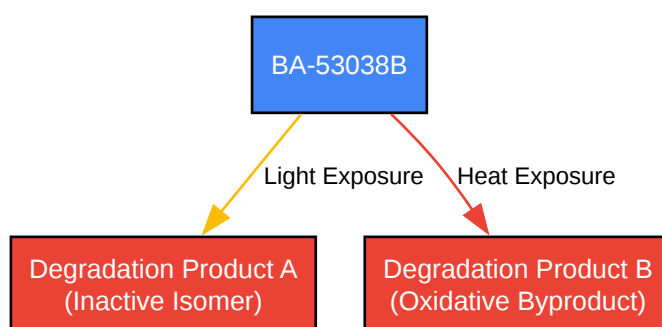 BA-53038B
Light Exposure
Heat Exposure
Degradation Product A
(Inactive Isomer)
Degradation Product B
(Oxidative Byproduct)